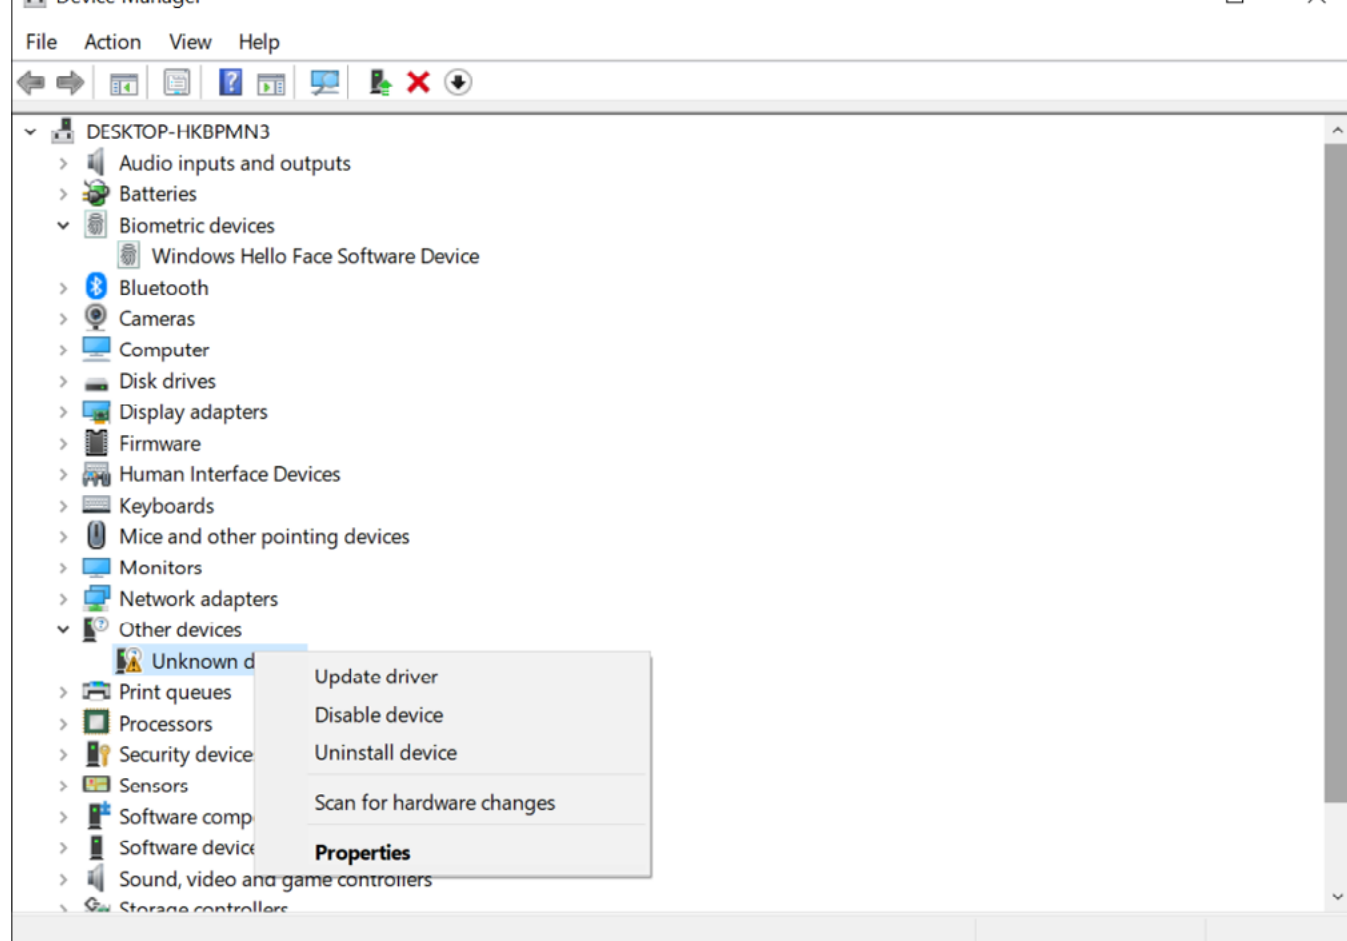 Device Manager
File Action View Help
DESKTOP-HKBPMN3
Audio inputs and outputs
Batteries
Biometric devices
Windows Hello Face Software Device
Bluetooth
Cameras
Computer
Disk drives
Display adapters
Firmware
Human Interface Devices
Keyboards
Mice and other pointing devices
Monitors
Network adapters
Other devices
Unknown d
Print queues
Processors
Security device
Sensors
Software comp
Software device
Sound, video and game controllers
Storage controllers
Update driver
Disable device
Uninstall device
Scan for hardware changes
Properties